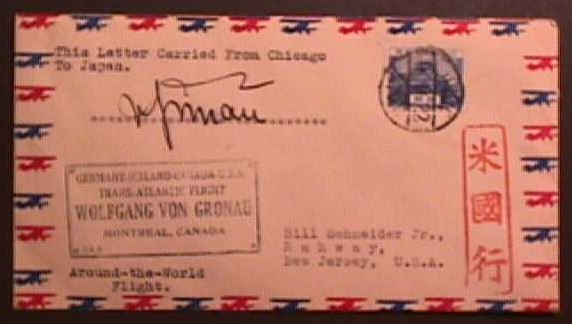 This Letter Carried From Chicago
To Japan.
GERMANY-ICELAND-CANADA-U.S.A.
TRANS-ATLANTIC FLIGHT
WOLFGANG VON GRONAU
MONTREAL, CANADA
Around-the-World
Flight.
Bill Schneider Jr.,
Rahway,
New Jersey, U.S.A.
米國行